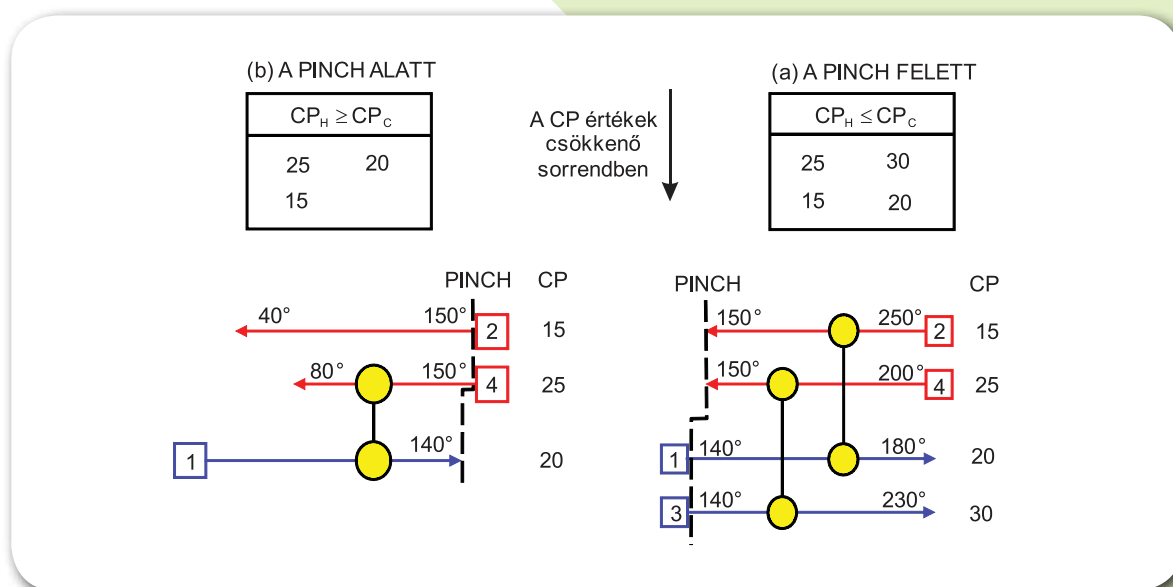 (b) A PINCH ALATT
CP_H ≥ CP_C
25 20
15
A CP értékek
csökkenő
sorrendben
(a) A PINCH FELETT
CP_H ≤ CP_C
25 30
15 20
PINCH CP
40° 150° 2 15
80° 150° 4 25
1 140° 20
PINCH CP
150° 250° 2 15
150° 200° 4 25
1 140° 180° 20
3 140° 230° 30